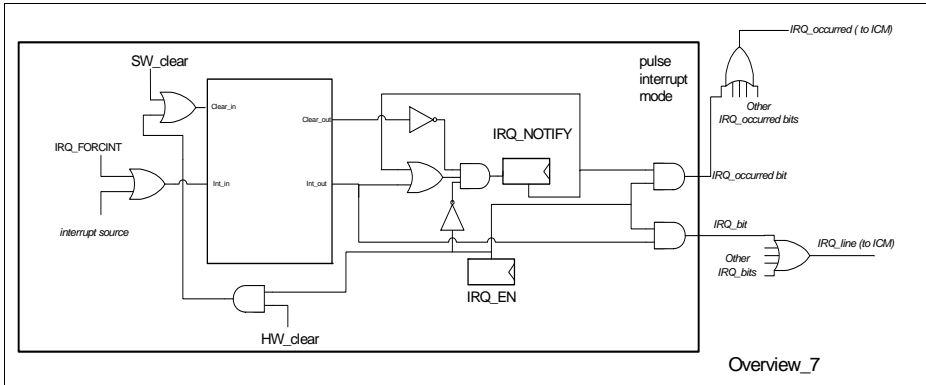 IRQ_occurred ( to ICM)
SW_clear
pulse
interrupt
mode
Clear_in
Clear_out
Other
IRQ_occurred bits
IRQ_NOTIFY
IRQ_FORCINT
IRQ_occurred bit
Int_in
Int_out
IRQ_bit
interrupt source
IRQ_line (to ICM)
Other
IRQ_bits
IRQ_EN
HW_clear
Overview_7